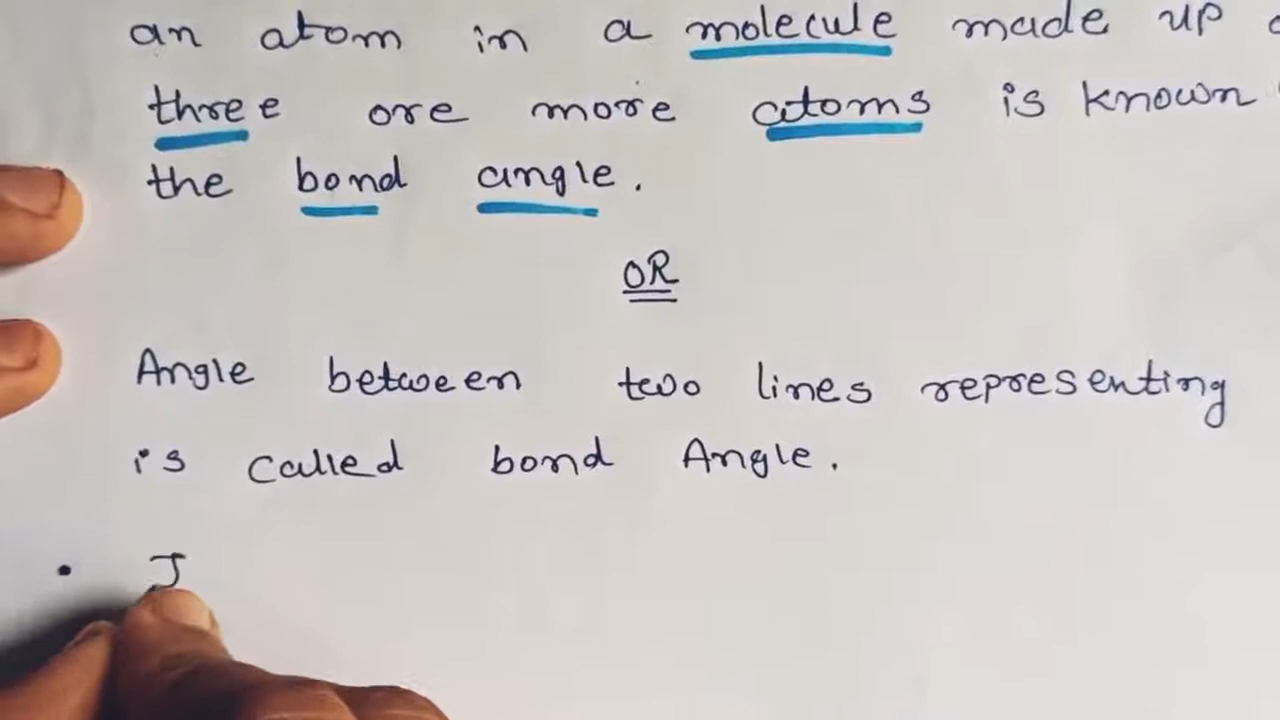 an atom in a molecule made up
three ore more atoms is known
the bond angle.
OR
Angle between two lines representing
is called bond Angle.
• J